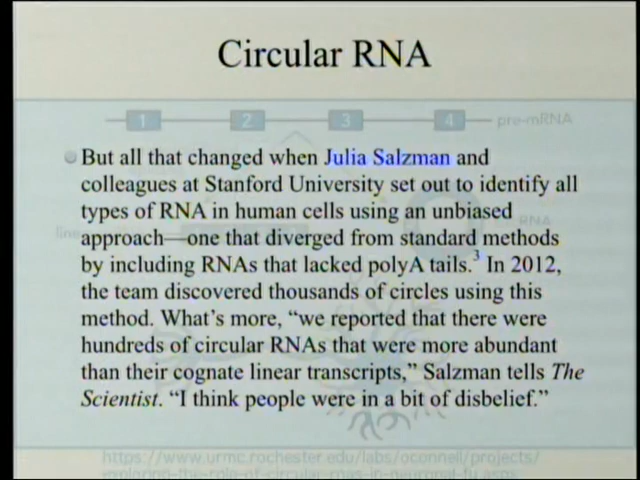 Circular RNA
1 2 3 4 pre-mRNA
But all that changed when Julia Salzman and
colleagues at Stanford University set out to identify all
types of RNA in human cells using an unbiased
approach—one that diverged from standard methods
by including RNAs that lacked polyA tails.3 In 2012,
the team discovered thousands of circles using this
method. What's more, “we reported that there were
hundreds of circular RNAs that were more abundant
than their cognate linear transcripts,” Salzman tells The
Scientist. “I think people were in a bit of disbelief.”
RNA
https://www.urmc.rochester.edu/labs/oconnell/projects/